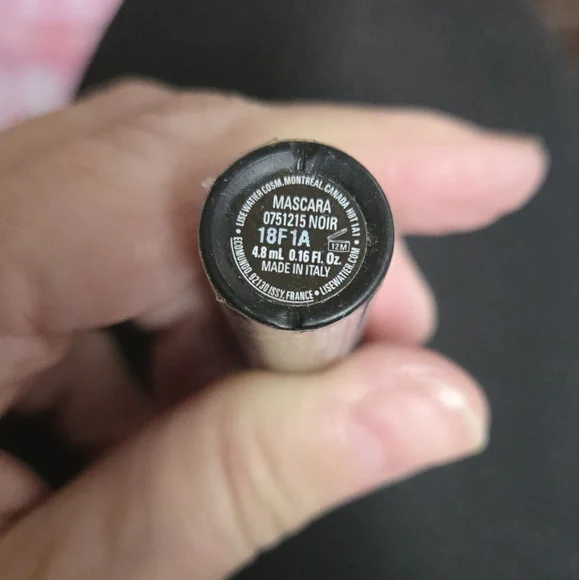 • LISE WATIER COSM. MONTREAL, CANADA H8T 1A1 •
MASCARA
0751215 NOIR
18F1A
12M
4.8 mL 0.16 Fl. Oz.
MADE IN ITALY
ECOMUNDO, 92130 ISSY, FRANCE • LISEWATIER.COM •